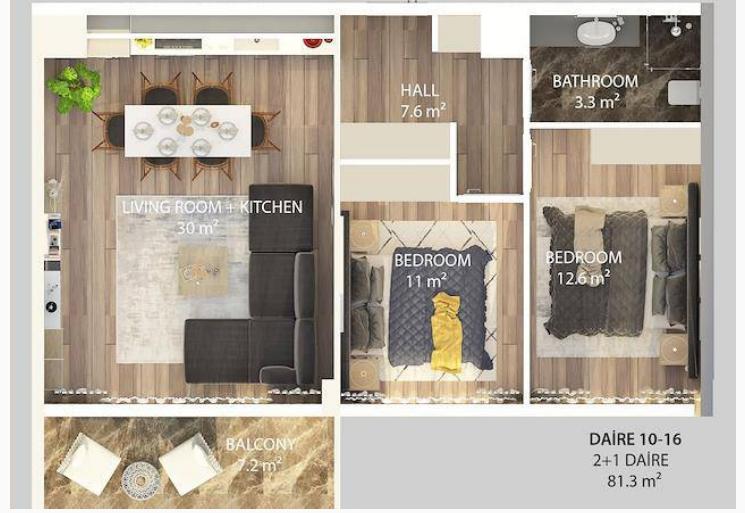 HALL
7.6 m²
BATHROOM
3.3 m²
LIVING ROOM + KITCHEN
30 m²
BEDROOM
11 m²
BEDROOM
12.6 m²
BALCONY
7.2 m²
DAİRE 10-16
2+1 DAİRE
81.3 m²